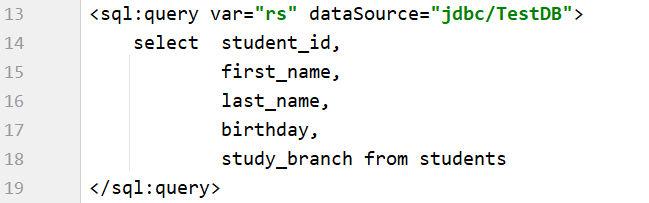 13 <sql:query var="rs" dataSource="jdbc/TestDB">
14 select student_id,
15 first_name,
16 last_name,
17 birthday,
18 study_branch from students
19 </sql:query>